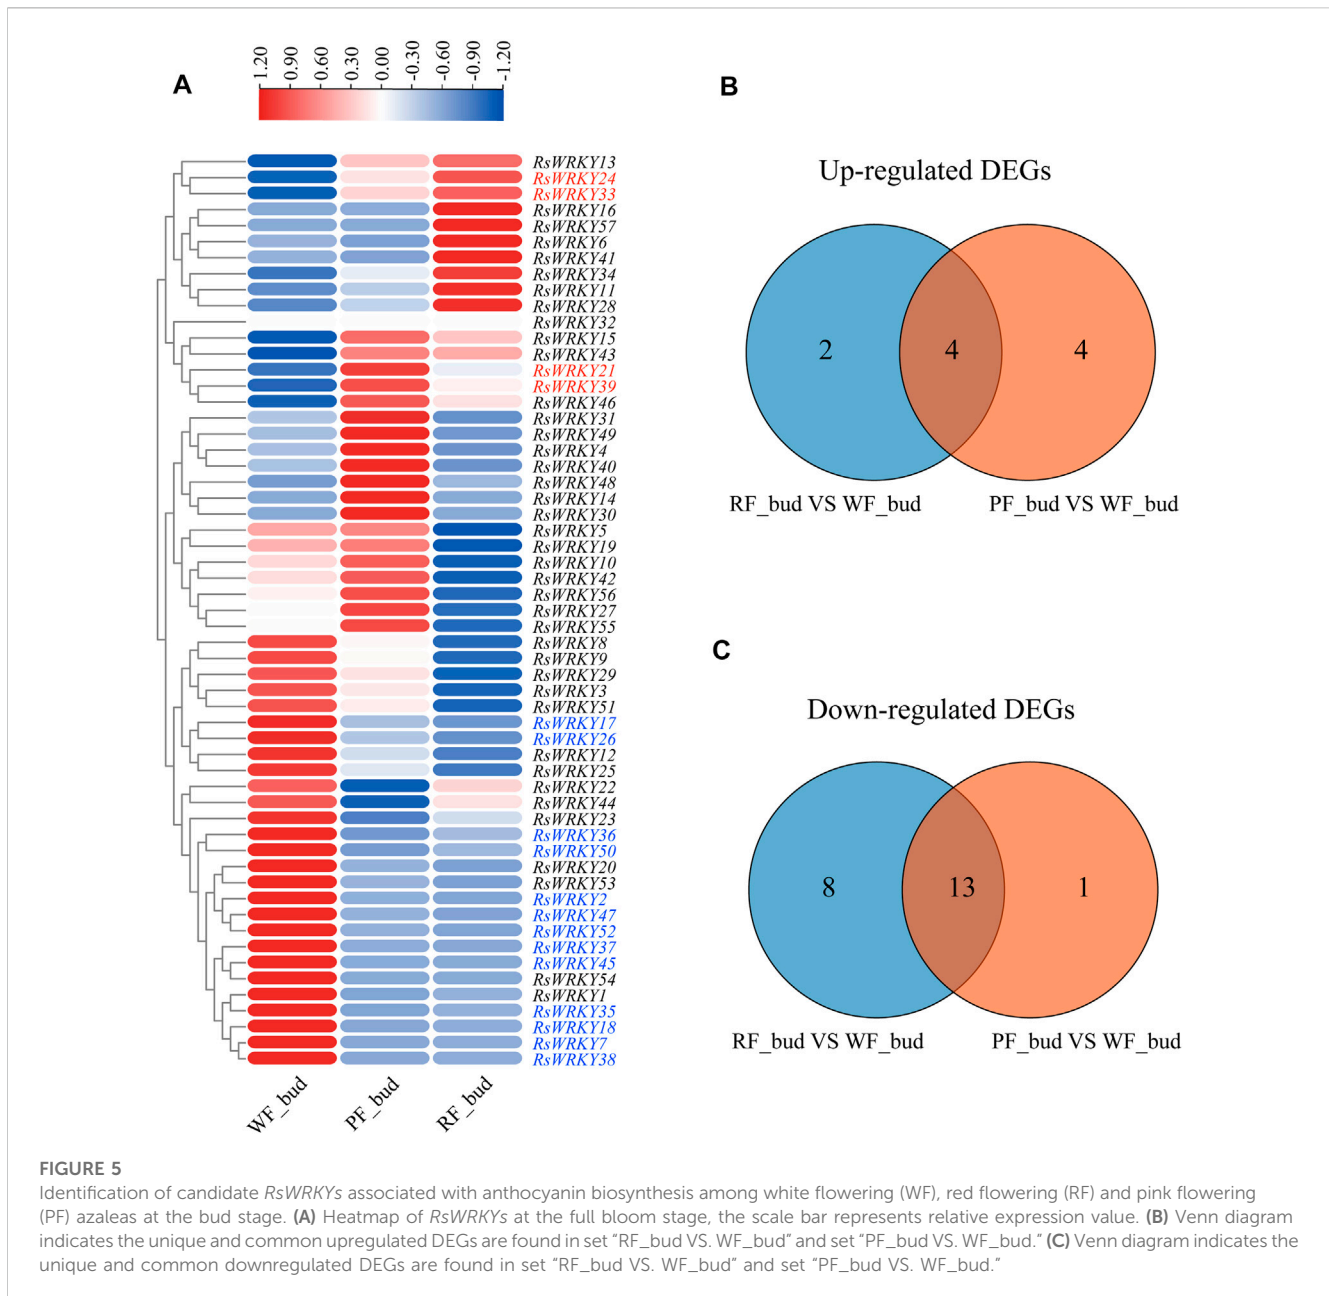 A
1.20
0.90
0.60
0.30
0.00
-0.30
-0.60
-0.90
-1.20
RsWRKY13
RsWRKY24
RsWRKY33
RsWRKY16
RsWRKY57
RsWRKY6
RsWRKY41
RsWRKY34
RsWRKY11
RsWRKY28
RsWRKY32
RsWRKY15
RsWRKY43
RsWRKY21
RsWRKY39
RsWRKY46
RsWRKY31
RsWRKY49
RsWRKY4
RsWRKY40
RsWRKY48
RsWRKY14
RsWRKY30
RsWRKY5
RsWRKY19
RsWRKY10
RsWRKY42
RsWRKY56
RsWRKY27
RsWRKY55
RsWRKY8
RsWRKY9
RsWRKY29
RsWRKY3
RsWRKY51
RsWRKY17
RsWRKY26
RsWRKY12
RsWRKY25
RsWRKY22
RsWRKY44
RsWRKY23
RsWRKY36
RsWRKY50
RsWRKY20
RsWRKY53
RsWRKY2
RsWRKY47
RsWRKY52
RsWRKY37
RsWRKY45
RsWRKY54
RsWRKY1
RsWRKY35
RsWRKY18
RsWRKY7
RsWRKY38
WF_bud
PF_bud
RF_bud
B
Up-regulated DEGs
2
4
4
RF_bud VS WF_bud
PF_bud VS WF_bud
C
Down-regulated DEGs
8
13
1
RF_bud VS WF_bud
PF_bud VS WF_bud
FIGURE 5
Identification of candidate RsWRKYs associated with anthocyanin biosynthesis among white flowering (WF), red flowering (RF) and pink flowering
(PF) azaleas at the bud stage. (A) Heatmap of RsWRKYs at the full bloom stage, the scale bar represents relative expression value. (B) Venn diagram
indicates the unique and common upregulated DEGs are found in set "RF_bud VS. WF_bud" and set "PF_bud VS. WF_bud." (C) Venn diagram indicates the
unique and common downregulated DEGs are found in set "RF_bud VS. WF_bud" and set "PF_bud VS. WF_bud."